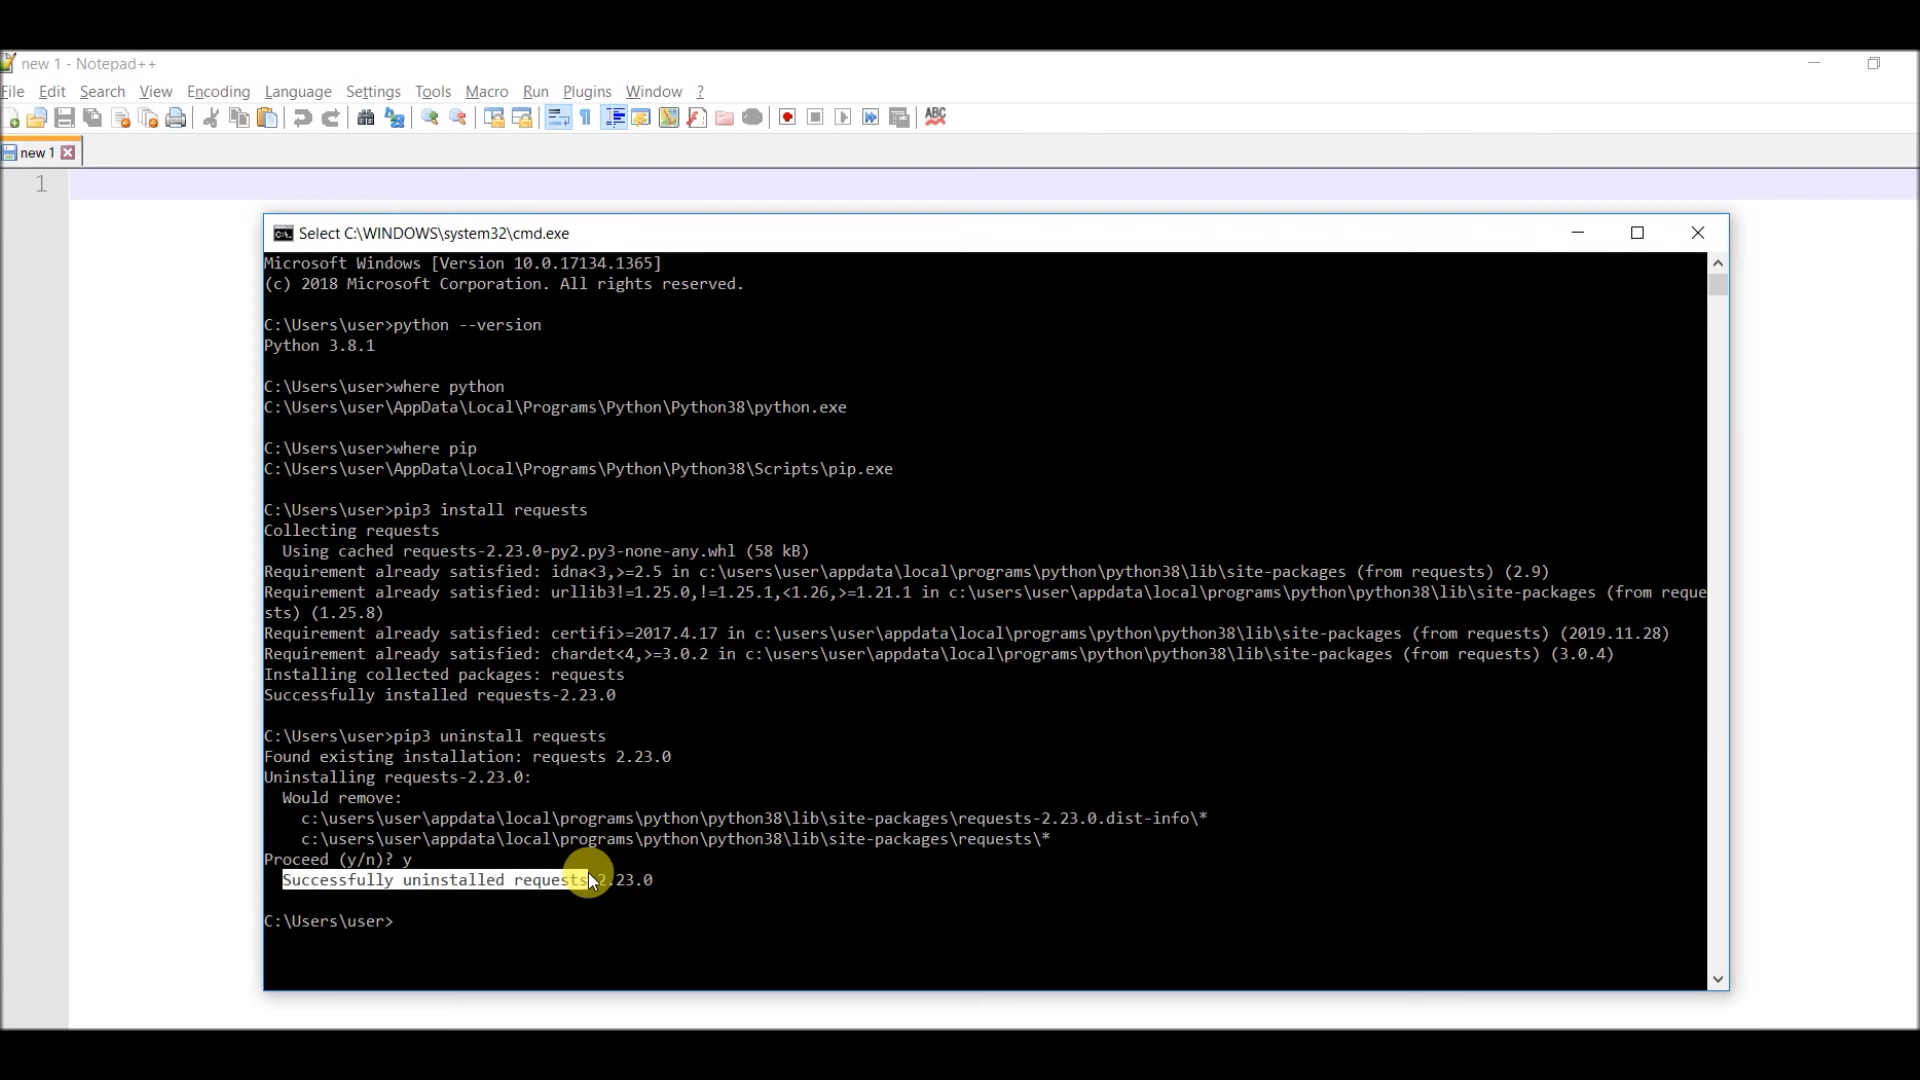 new 1 - Notepad++
File Edit Search View Encoding Language Settings Tools Macro Run Plugins Window ?
ABC
new 1
1
Select C:\WINDOWS\system32\cmd.exe
Microsoft Windows [Version 10.0.17134.1365]
(c) 2018 Microsoft Corporation. All rights reserved.
C:\Users\user>python --version
Python 3.8.1
C:\Users\user>where python
C:\Users\user\AppData\Local\Programs\Python\Python38\python.exe
C:\Users\user>where pip
C:\Users\user\AppData\Local\Programs\Python\Python38\Scripts\pip.exe
C:\Users\user>pip3 install requests
Collecting requests
Using cached requests-2.23.0-py2.py3-none-any.whl (58 kB)
Requirement already satisfied: idna<3,>=2.5 in c:\users\user\appdata\local\programs\python\python38\lib\site-packages (from requests) (2.9)
Requirement already satisfied: urllib3!=1.25.0,!=1.25.1,<1.26,>=1.21.1 in c:\users\user\appdata\local\programs\python\python38\lib\site-packages (from reque
sts) (1.25.8)
Requirement already satisfied: certifi>=2017.4.17 in c:\users\user\appdata\local\programs\python\python38\lib\site-packages (from requests) (2019.11.28)
Requirement already satisfied: chardet<4,>=3.0.2 in c:\users\user\appdata\local\programs\python\python38\lib\site-packages (from requests) (3.0.4)
Installing collected packages: requests
Successfully installed requests-2.23.0
C:\Users\user>pip3 uninstall requests
Found existing installation: requests 2.23.0
Uninstalling requests-2.23.0:
Would remove:
c:\users\user\appdata\local\programs\python\python38\lib\site-packages\requests-2.23.0.dist-info\*
c:\users\user\appdata\local\programs\python\python38\lib\site-packages\requests\*
Proceed (y/n)? y
Successfully uninstalled requests-2.23.0
C:\Users\user>